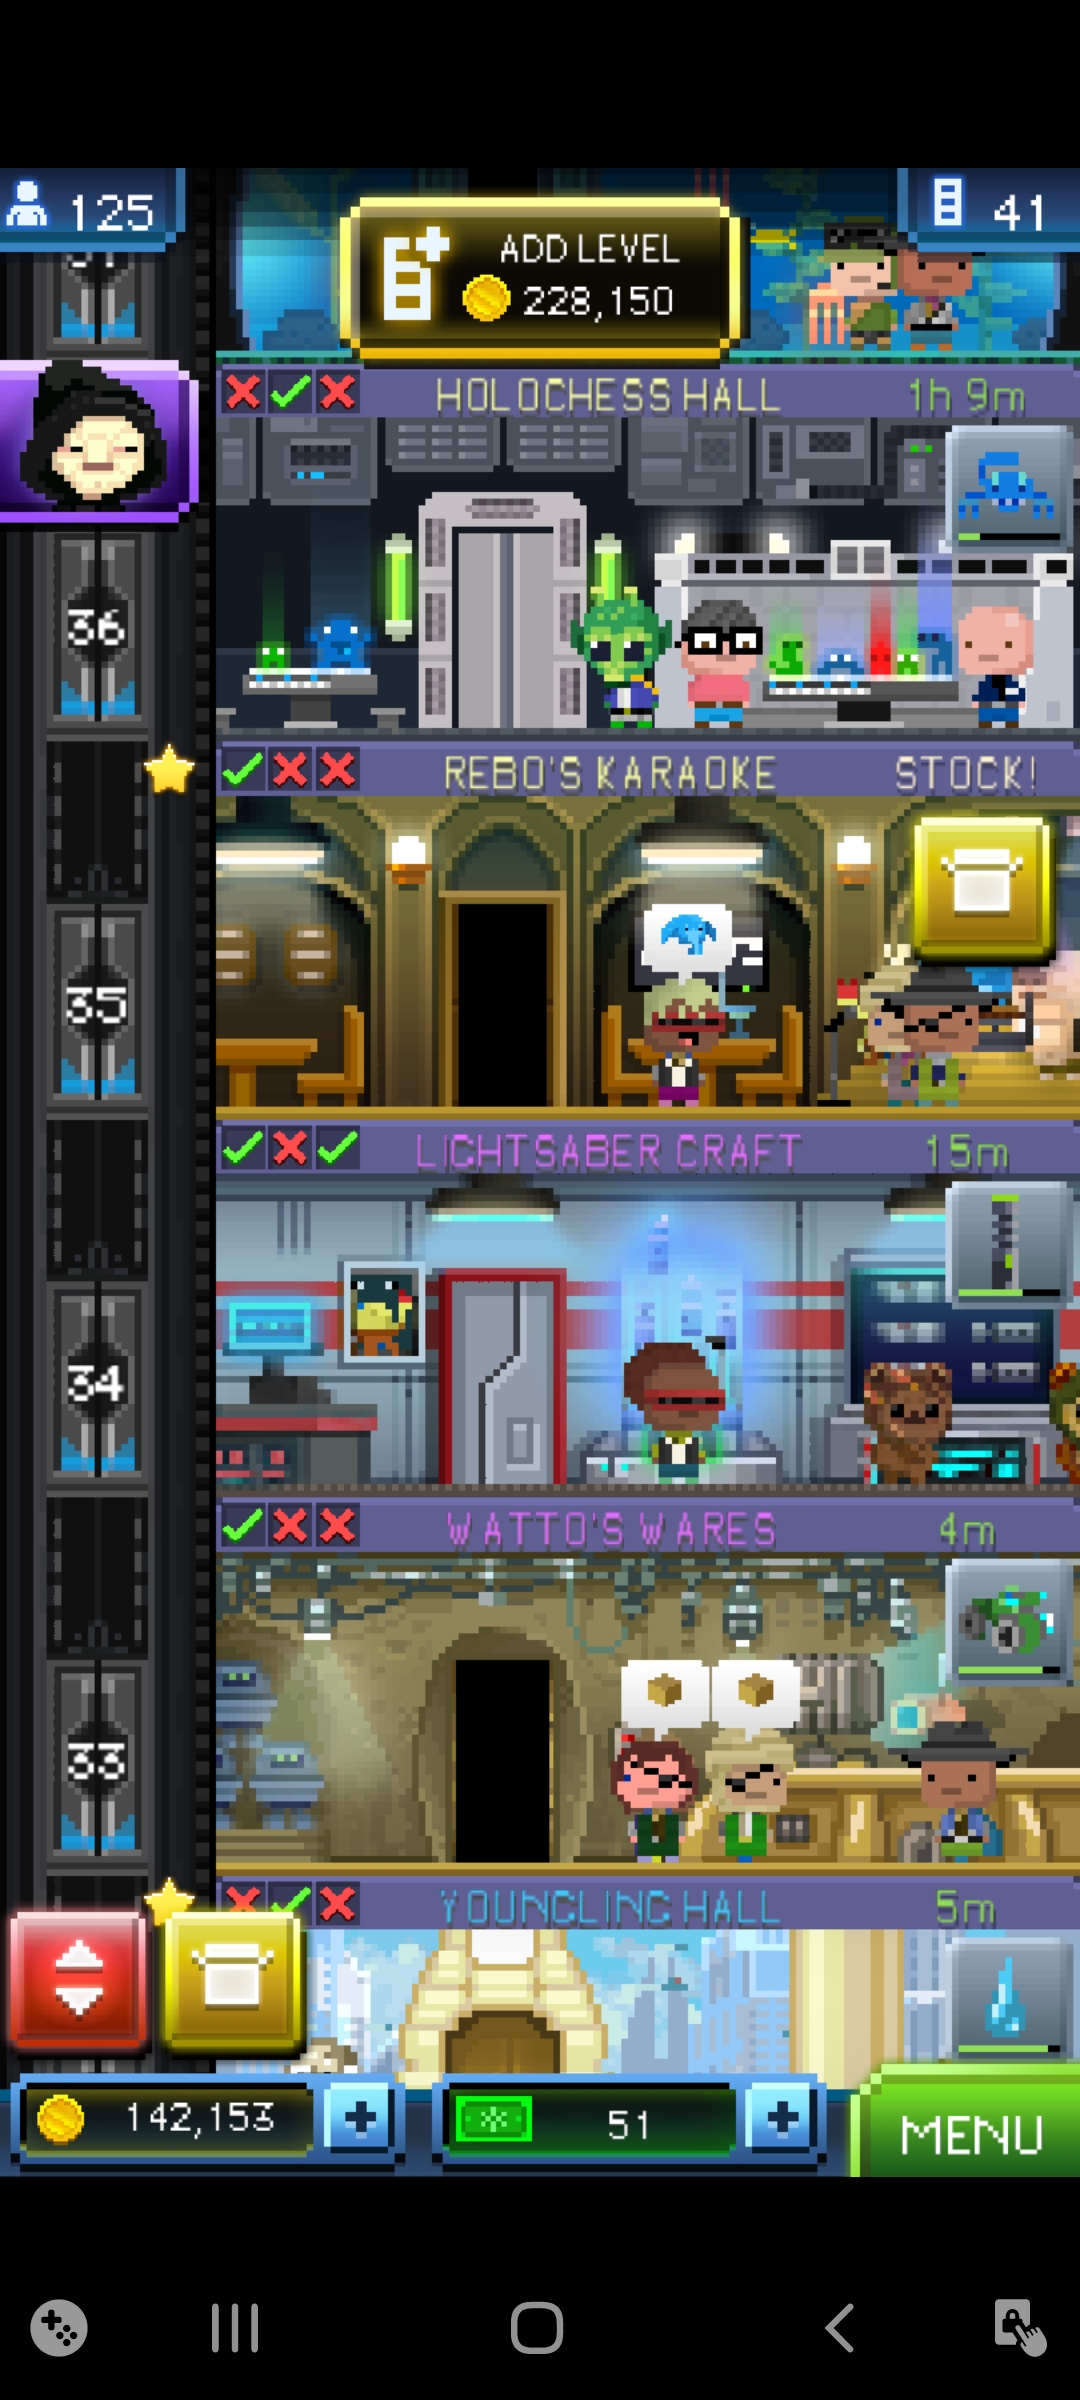 125
ADD LEVEL
228,150
41
HOLOCHESS HALL
1h 9m
36
REBO'S KARAOKE
STOCK!
35
LIGHTSABER CRAFT
15m
34
WATTO'S WARES
4m
33
YOUNGLING HALL
5m
142,153
51
MENU